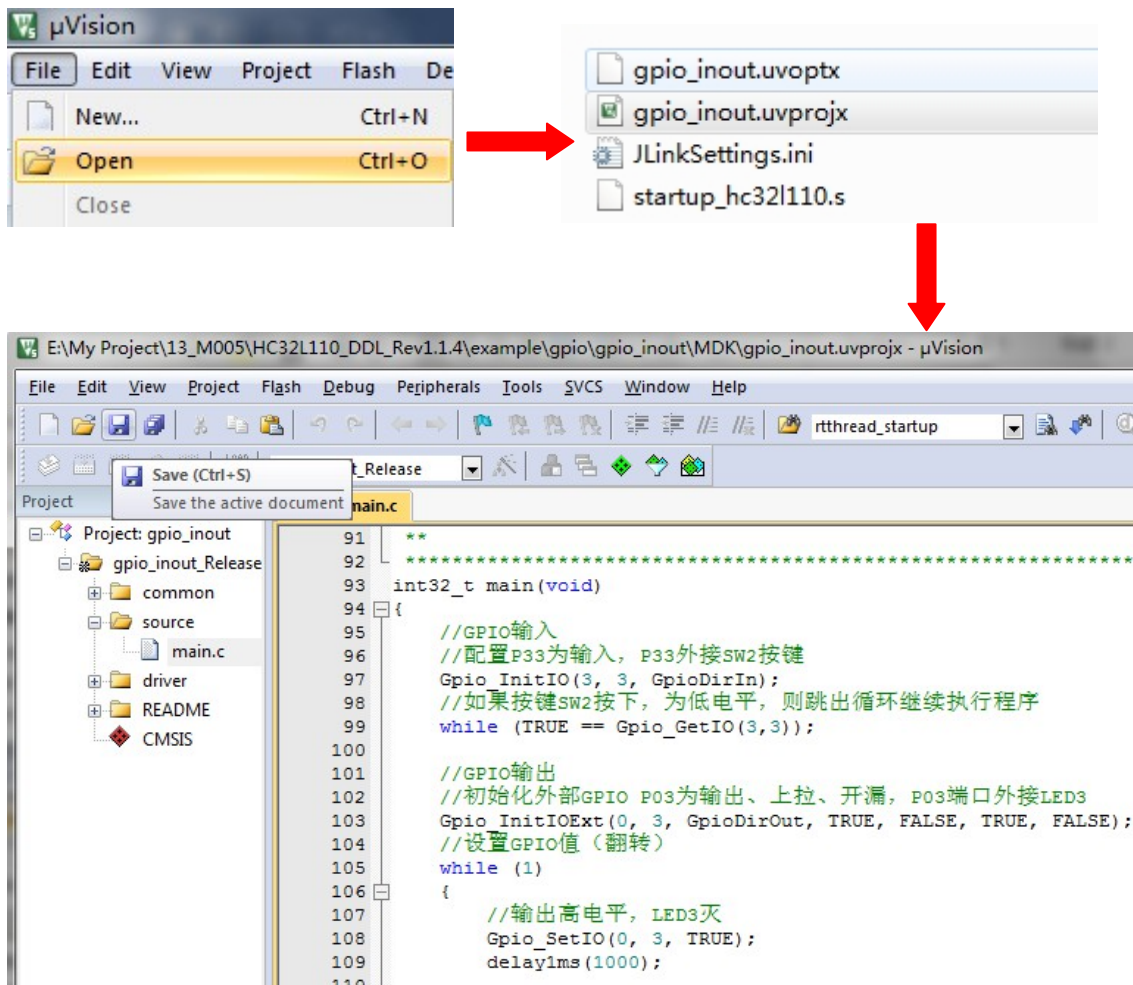 µVision
File Edit View Project Flash De
New... Ctrl+N
Open Ctrl+O
Close
gpio_inout.uvoptx
gpio_inout.uvprojx
JLinkSettings.ini
startup_hc32l110.s
E:\My Project\13_M005\HC32L110_DDL_Rev1.1.4\example\gpio\gpio_inout\MDK\gpio_inout.uvprojx - µVision
File Edit View Project Flash Debug Peripherals Tools SVCS Window Help
rtthread_startup
t_Release
Save (Ctrl+S)
Save the active document
Project
main.c
Project: gpio_inout
gpio_inout_Release
common
source
main.c
driver
README
CMSIS
91 **
92 ******************************************************************
93 int32_t main(void)
94 {
95 //GPIO输入
96 //配置P33为输入，P33外接SW2按键
97 Gpio_InitIO(3, 3, GpioDirIn);
98 //如果按键SW2按下，为低电平，则跳出循环继续执行程序
99 while (TRUE == Gpio_GetIO(3,3));
100
101 //GPIO输出
102 //初始化外部GPIO P03为输出、上拉、开漏，P03端口外接LED3
103 Gpio_InitIOExt(0, 3, GpioDirOut, TRUE, FALSE, TRUE, FALSE);
104 //设置GPIO值（翻转）
105 while (1)
106 {
107 //输出高电平，LED3灭
108 Gpio_SetIO(0, 3, TRUE);
109 delay1ms(1000);